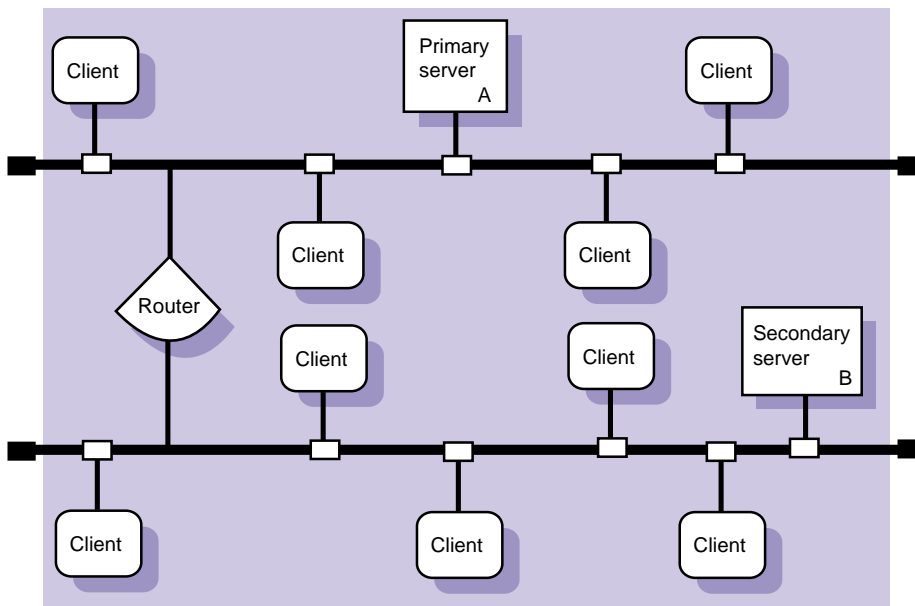 Client
Primary
server
A
Client
Client
Client
Router
Client
Client
Secondary
server
B
Client
Client
Client